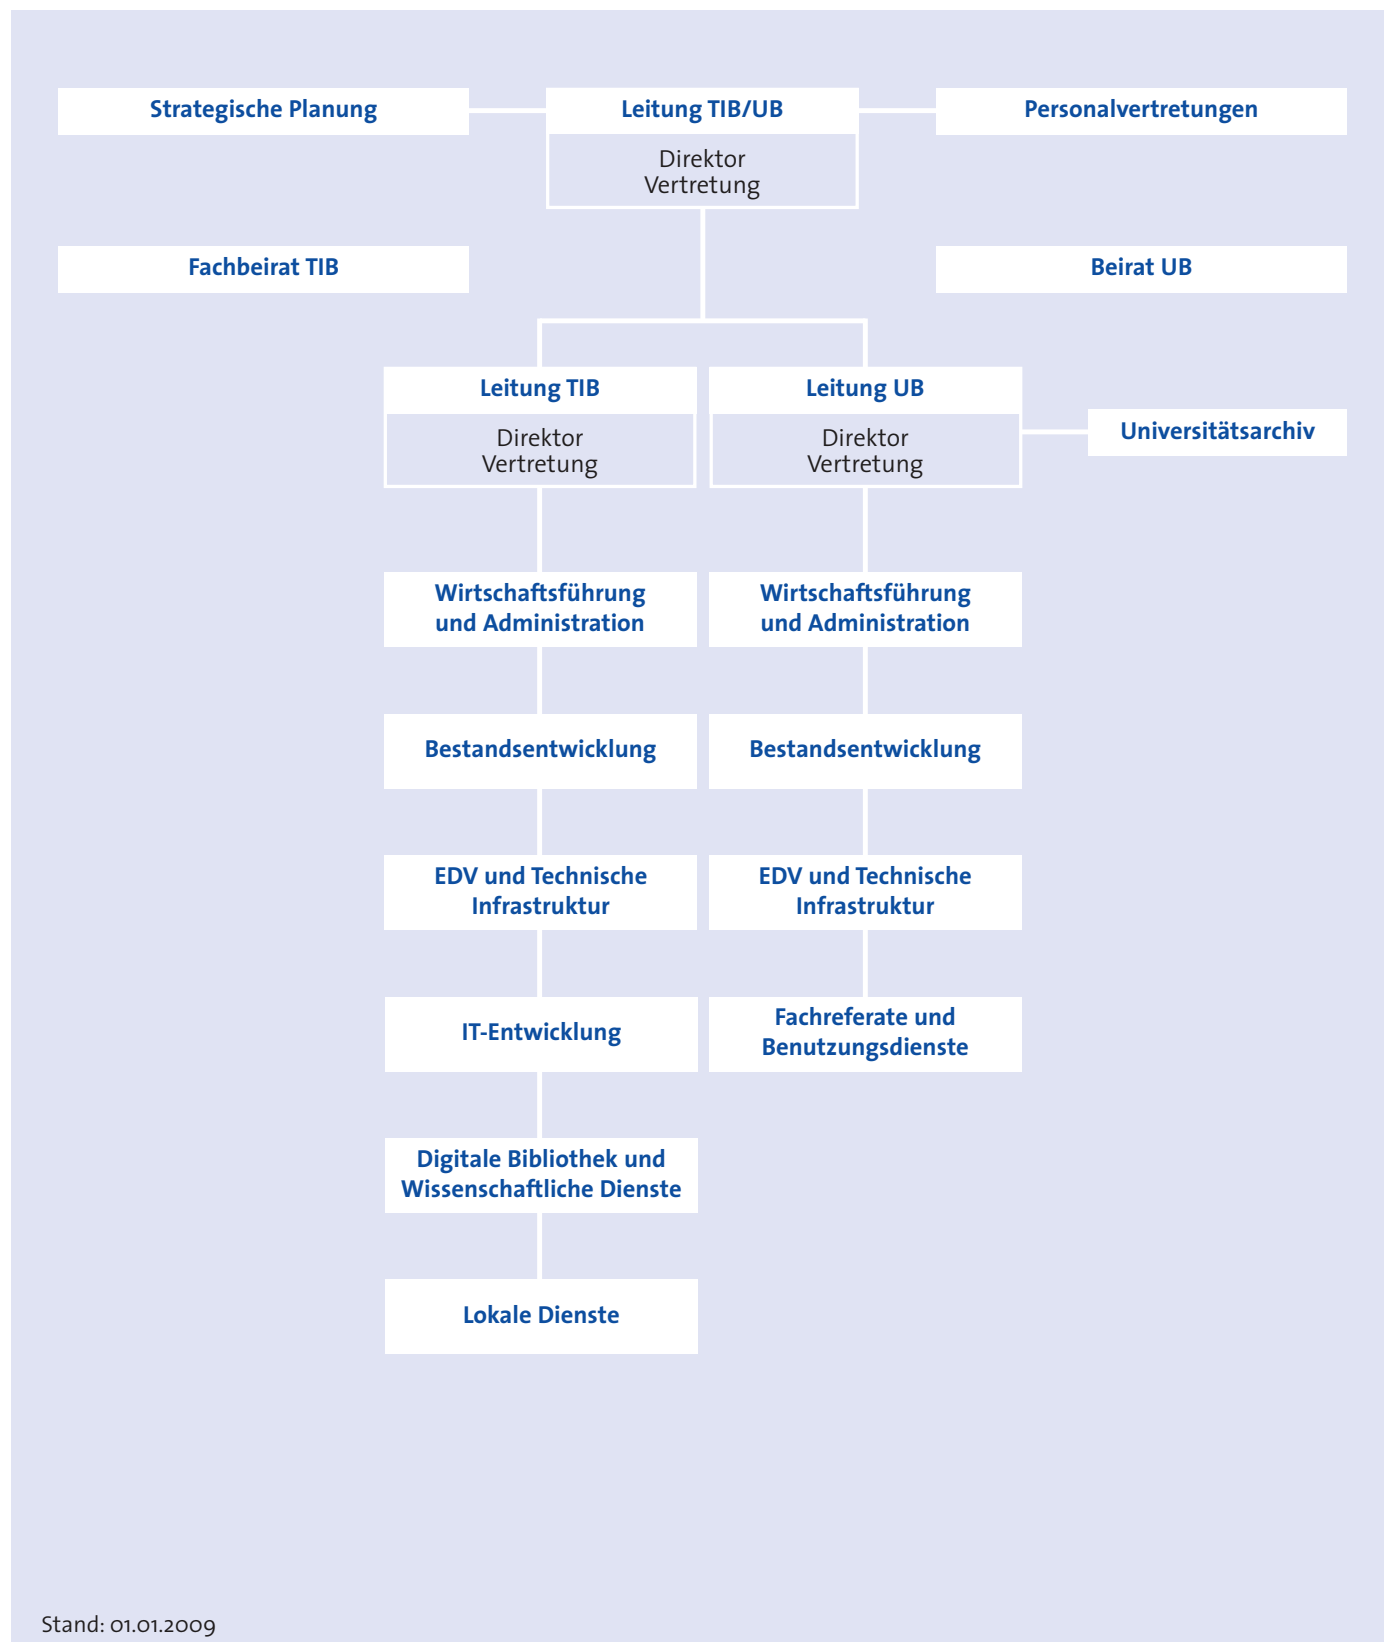 Strategische Planung
Leitung TIB/UB
Personalvertretungen
Direktor
Vertretung
Fachbeirat TIB
Beirat UB
Leitung TIB
Leitung UB
Direktor
Vertretung
Direktor
Vertretung
Universitätsarchiv
Wirtschaftsführung
und Administration
Wirtschaftsführung
und Administration
Bestandsentwicklung
Bestandsentwicklung
EDV und Technische
Infrastruktur
EDV und Technische
Infrastruktur
IT-Entwicklung
Fachreferate und
Benutzungsdienste
Digitale Bibliothek und
Wissenschaftliche Dienste
Lokale Dienste
Stand: 01.01.2009